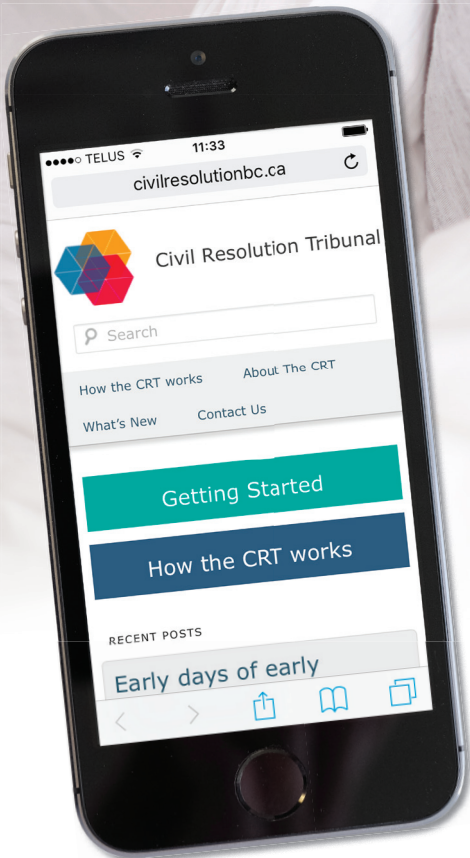 TELUS 11:33
civilresolutionbc.ca
Civil Resolution Tribunal
Search
How the CRT works About The CRT
What's New Contact Us
Getting Started
How the CRT works
RECENT POSTS
Early days of early